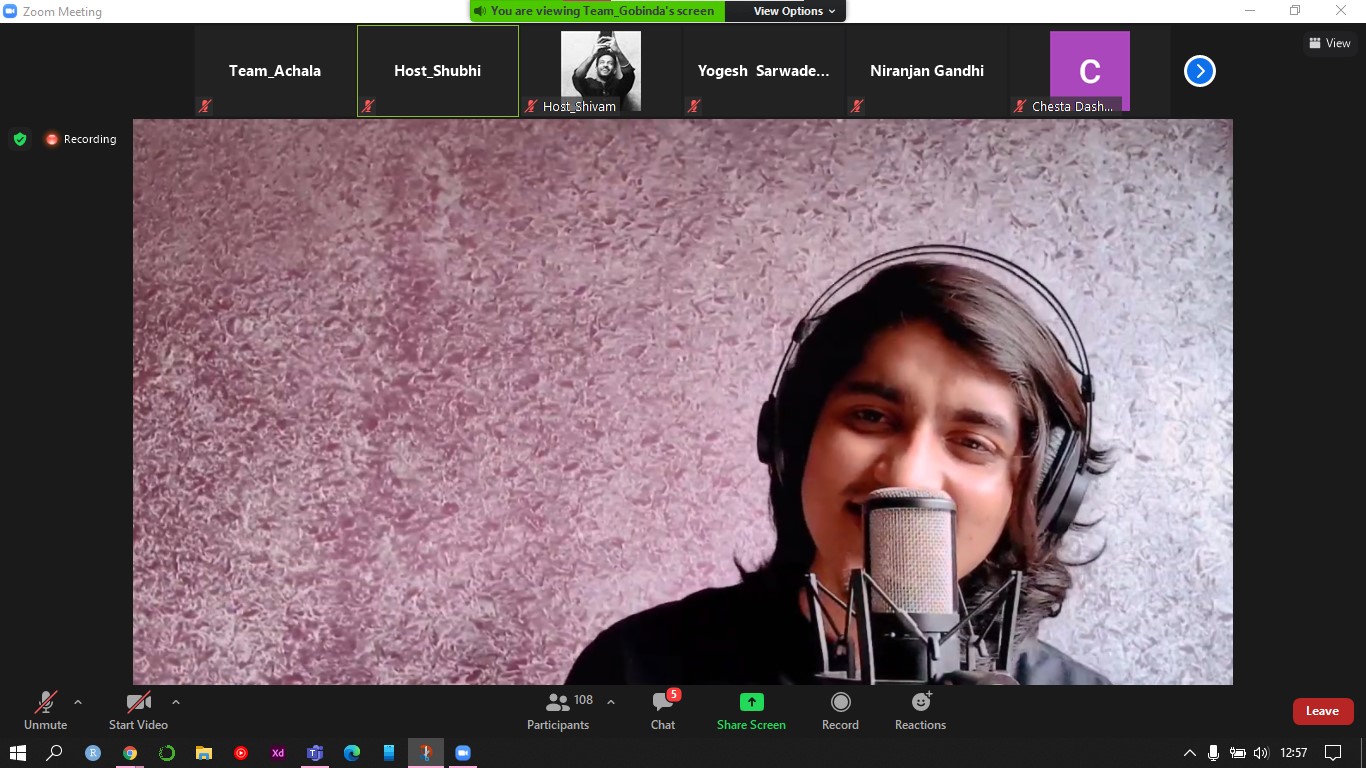 Zoom Meeting
You are viewing Team_Gobinda's screen
View Options
View
Team_Achala
Host_Shubhi
Host_Shivam
Yogesh Sarwade...
Niranjan Gandhi
C
Chesta Dash...
Recording
Unmute
Start Video
108
Participants
5
Chat
Share Screen
Record
Reactions
Leave
R
Xd
12:57